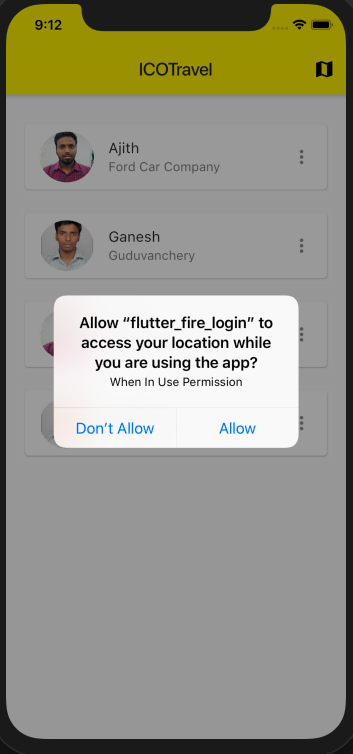 9:12
ICOTravel
Ajith
Ford Car Company
Ganesh
Guduvanchery
Allow “flutter_fire_login” to
access your location while
you are using the app?
When In Use Permission
Don’t Allow
Allow